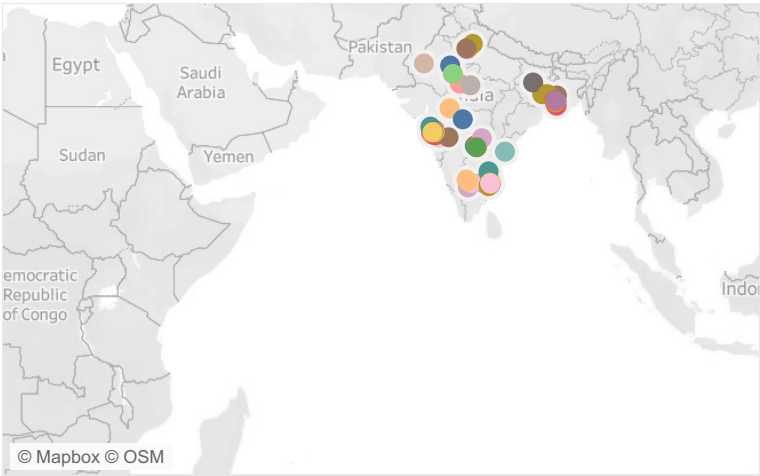 Pakistan
Egypt
Saudi
Arabia
Sudan
Yemen
emocratic
Republic
of Congo
Indo
© Mapbox © OSM